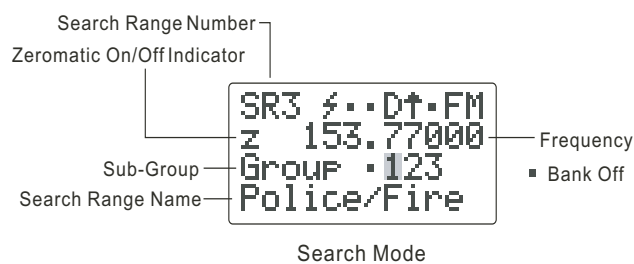 Search Range Number
Zeromatic On/Off Indicator
SR3 ⚡▪▪D↑▪FM
z 153.77000
Frequency
Sub-Group
Group ▪123
▪ Bank Off
Search Range Name
Police/Fire
Search Mode